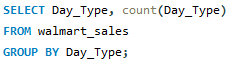 SELECT Day_Type, count(Day_Type)
FROM walmart_sales
GROUP BY Day_Type;